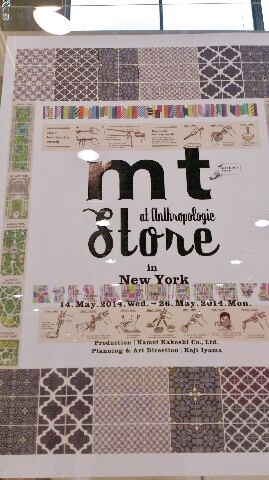 mt
at Anthropologie
Store
in
New York
14. May. 2014. Wed. — 26. May. 2014. Mon.
Production | Kamoi Kakoshi Co., Ltd.
Planning & Art Direction | Koji Iyama